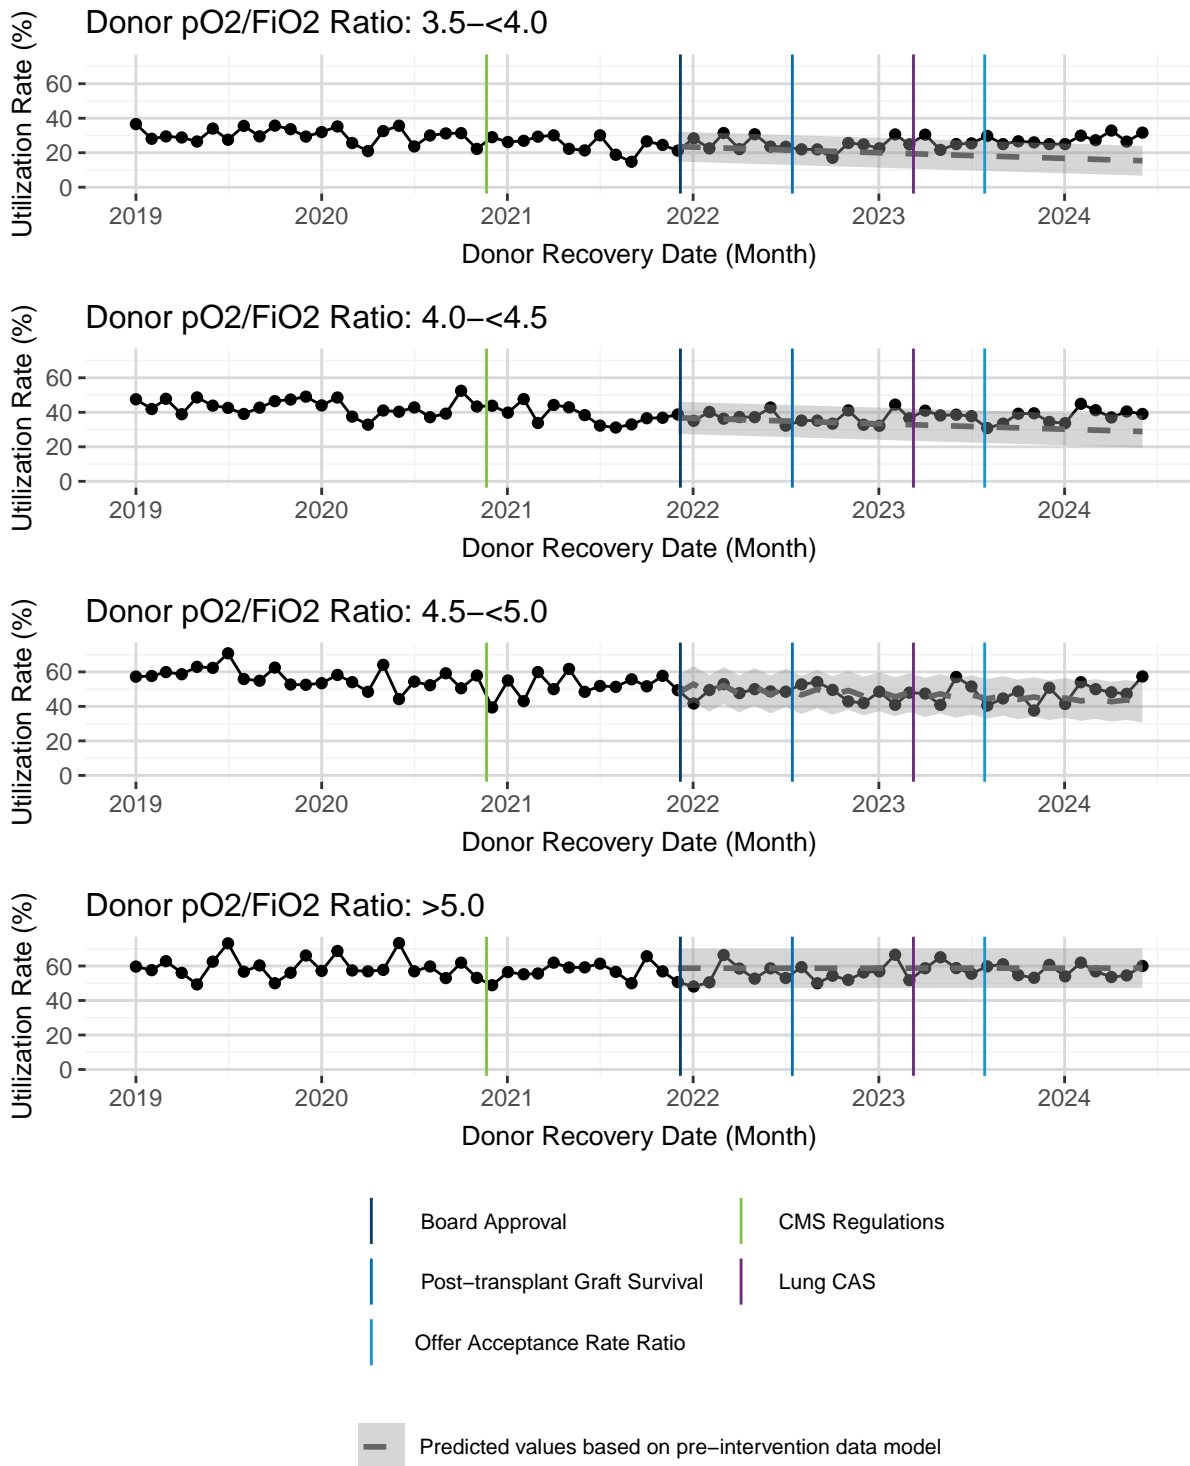 Donor pO2/FiO2 Ratio: 3.5−<4.0
Utilization Rate (%)
60
40
20
0
2019 2020 2021 2022 2023 2024
Donor Recovery Date (Month)
Donor pO2/FiO2 Ratio: 4.0−<4.5
Utilization Rate (%)
60
40
20
0
2019 2020 2021 2022 2023 2024
Donor Recovery Date (Month)
Donor pO2/FiO2 Ratio: 4.5−<5.0
Utilization Rate (%)
60
40
20
0
2019 2020 2021 2022 2023 2024
Donor Recovery Date (Month)
Donor pO2/FiO2 Ratio: >5.0
Utilization Rate (%)
60
40
20
0
2019 2020 2021 2022 2023 2024
Donor Recovery Date (Month)
Board Approval CMS Regulations
Post−transplant Graft Survival Lung CAS
Offer Acceptance Rate Ratio
Predicted values based on pre−intervention data model